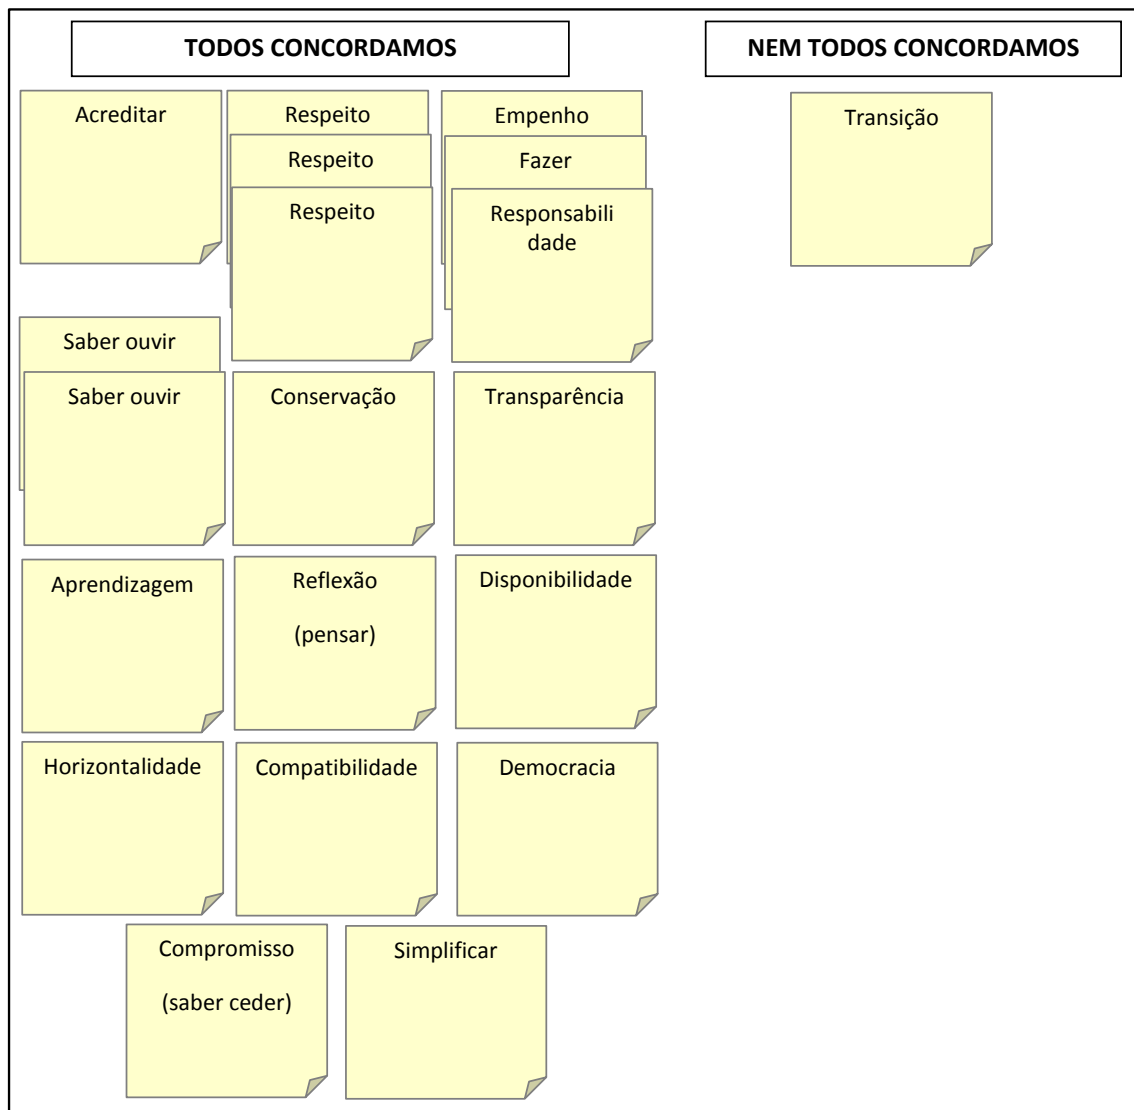 TODOS CONCORDAMOS
NEM TODOS CONCORDAMOS
Acreditar
Respeito
Respeito
Respeito
Empenho
Fazer
Responsabili
dade
Transição
Saber ouvir
Saber ouvir
Conservação
Transparência
Aprendizagem
Reflexão
(pensar)
Disponibilidade
Horizontalidade
Compatibilidade
Democracia
Compromisso
(saber ceder)
Simplificar